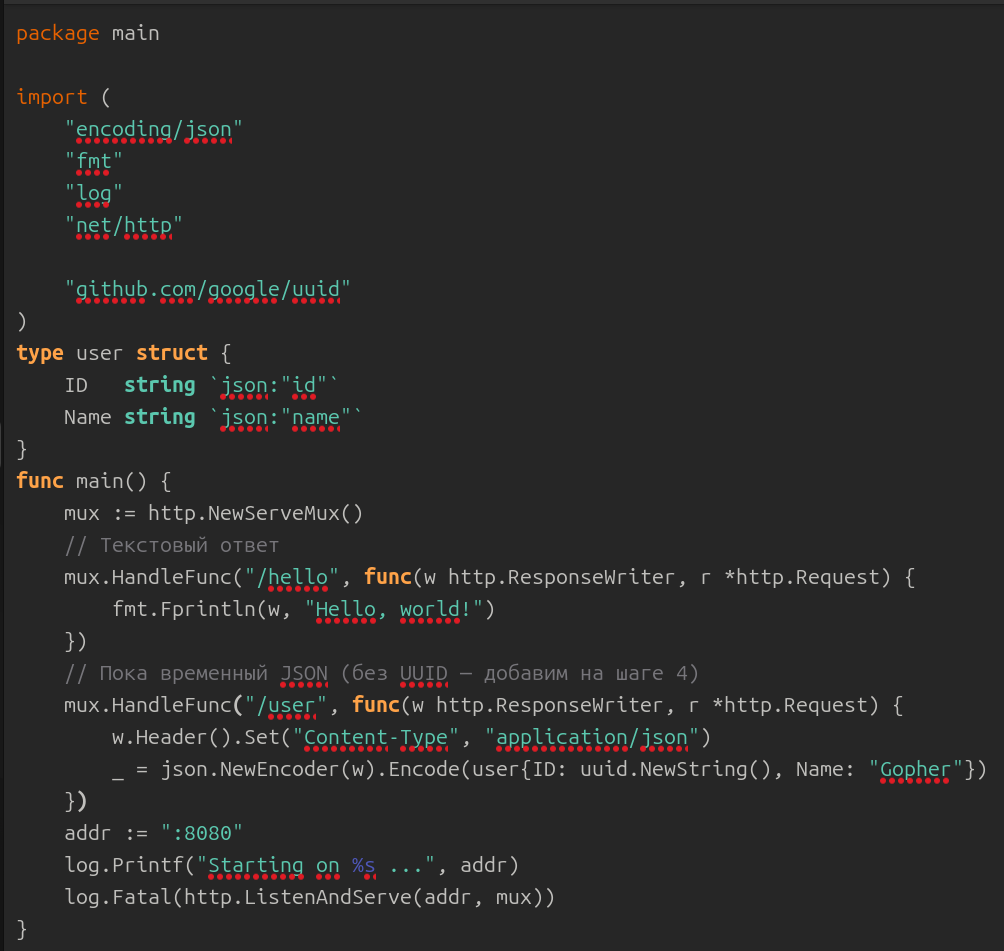 package main

import (
    "encoding/json"
    "fmt"
    "log"
    "net/http"

    "github.com/google/uuid"
)
type user struct {
    ID   string `json:"id"`
    Name string `json:"name"`
}
func main() {
    mux := http.NewServeMux()
    // Текстовый ответ
    mux.HandleFunc("/hello", func(w http.ResponseWriter, r *http.Request) {
        fmt.Fprintln(w, "Hello, world!")
    })
    // Пока временный JSON (без UUID — добавим на шаге 4)
    mux.HandleFunc("/user", func(w http.ResponseWriter, r *http.Request) {
        w.Header().Set("Content-Type", "application/json")
        _ = json.NewEncoder(w).Encode(user{ID: uuid.NewString(), Name: "Gopher"})
    })
    addr := ":8080"
    log.Printf("Starting on %s ...", addr)
    log.Fatal(http.ListenAndServe(addr, mux))
}